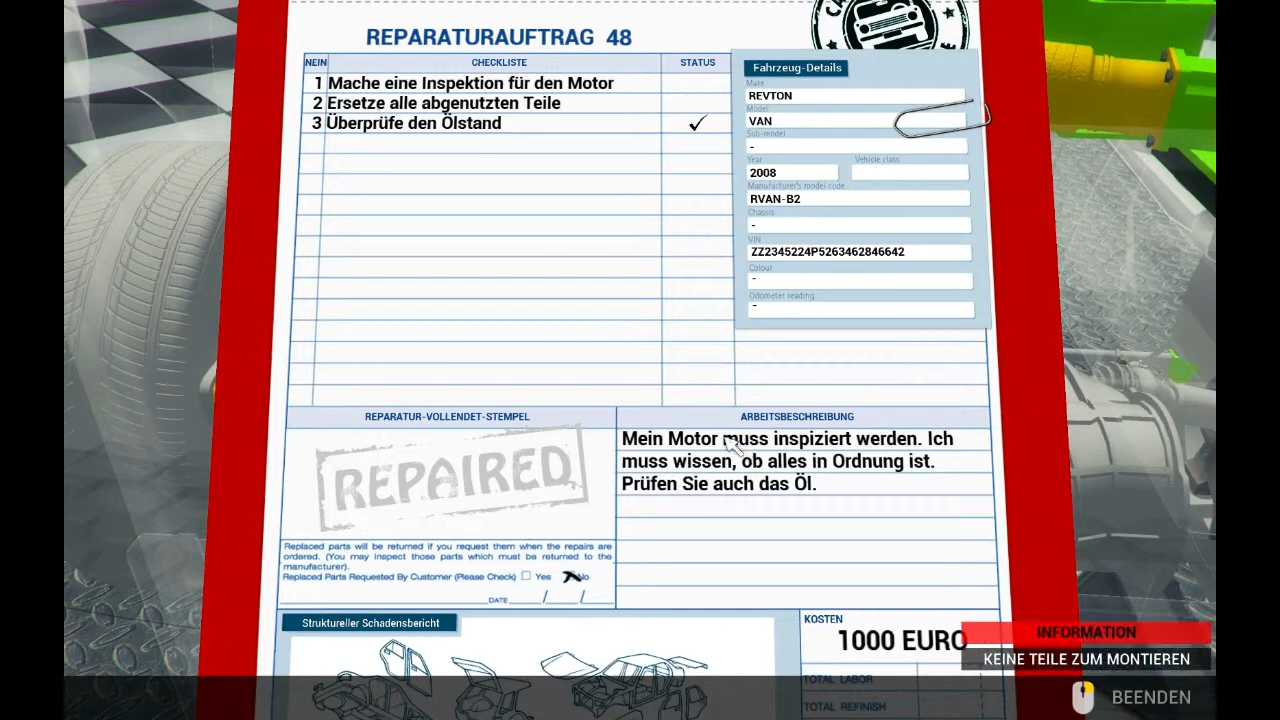 REPARATURAUFTRAG 48
NEIN CHECKLISTE STATUS
1 Mache eine Inspektion für den Motor
2 Ersetze alle abgenutzten Teile
3 Überprüfe den Ölstand
Fahrzeug-Details
Make
REVTON
Model
VAN
Sub-model
-
Year Vehicle class
2008
Manufacturer's model code
RVAN-B2
Chassis
-
VIN
ZZ2345224P5263462846642
Colour
-
Odometer reading
-
REPARATUR-VOLLENDET-STEMPEL
REPAIRED
Replaced parts will be returned if you request them when the repairs are
ordered. (You may inspect those parts which must be returned to the
manufacturer).
Replaced Parts Requested By Customer (Please Check) Yes No
DATE / /
ARBEITSBESCHREIBUNG
Mein Motor muss inspiziert werden. Ich
muss wissen, ob alles in Ordnung ist.
Prüfen Sie auch das Öl.
Struktureller Schadensbericht
KOSTEN
1000 EURO
TOTAL LABOR
TOTAL REFINISH
INFORMATION
KEINE TEILE ZUM MONTIEREN
BEENDEN